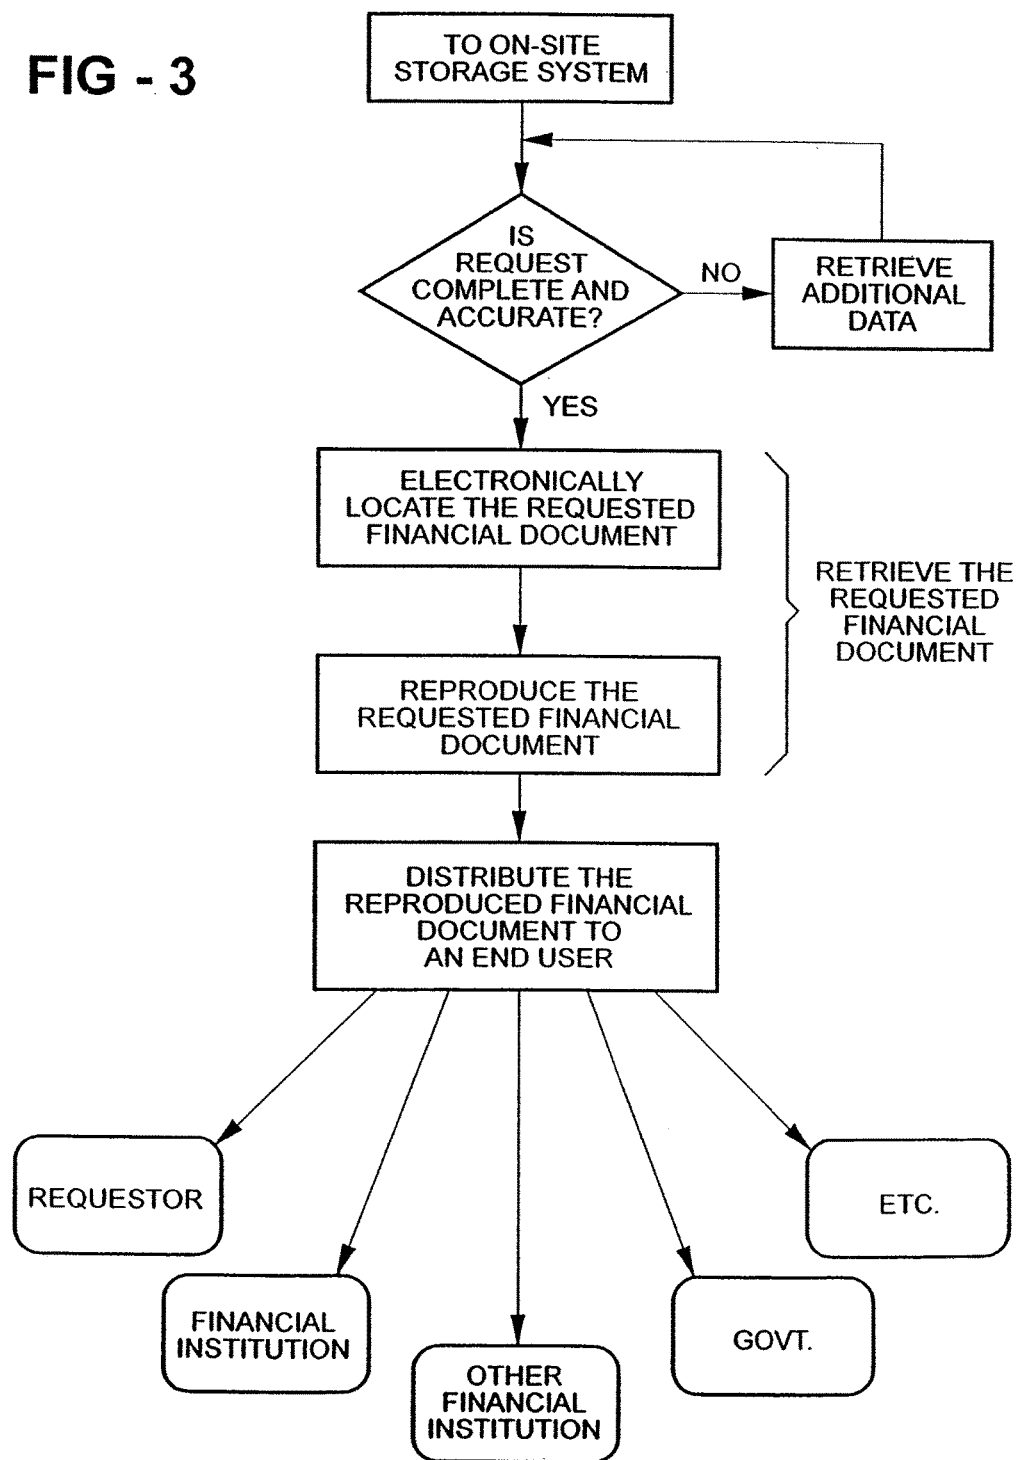 FIG - 3
TO ON-SITE
STORAGE SYSTEM
IS
REQUEST
COMPLETE AND
ACCURATE?
NO
RETRIEVE
ADDITIONAL
DATA
YES
ELECTRONICALLY
LOCATE THE REQUESTED
FINANCIAL DOCUMENT
RETRIEVE THE
REQUESTED
FINANCIAL
DOCUMENT
REPRODUCE THE
REQUESTED FINANCIAL
DOCUMENT
DISTRIBUTE THE
REPRODUCED FINANCIAL
DOCUMENT TO
AN END USER
REQUESTOR
FINANCIAL
INSTITUTION
OTHER
FINANCIAL
INSTITUTION
GOVT.
ETC.